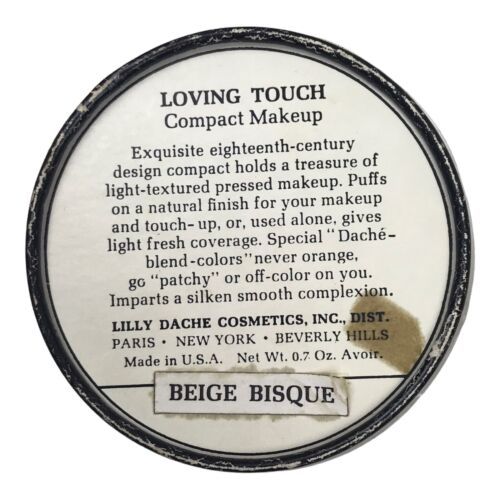 LOVING TOUCH
Compact Makeup
Exquisite eighteenth-century
design compact holds a treasure of
light-textured pressed makeup. Puffs
on a natural finish for your makeup
and touch-up, or, used alone, gives
light fresh coverage. Special "Daché-
blend-colors" never orange,
go "patchy" or off-color on you.
Imparts a silken smooth complexion.
LILLY DACHE COSMETICS, INC., DIST.
PARIS · NEW YORK · BEVERLY HILLS
Made in U.S.A. Net Wt. 0.7 Oz. Avoir.
BEIGE BISQUE